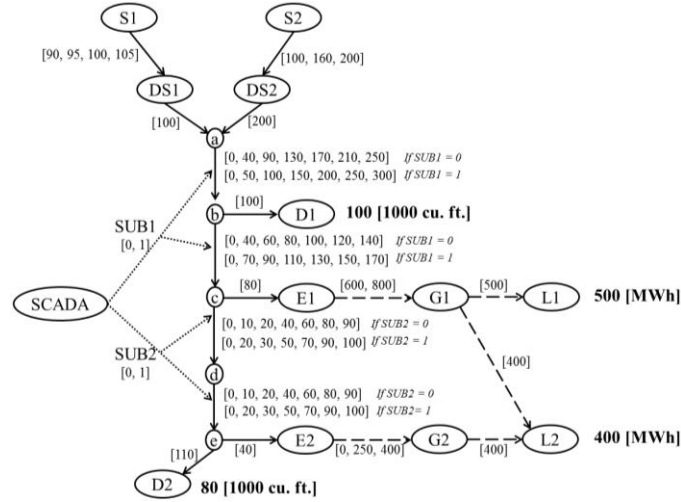 S1
S2
[90, 95, 100, 105]
[100, 160, 200]
DS1
DS2
[100]
[200]
a
[0, 40, 90, 130, 170, 210, 250] If SUB1 = 0
[0, 50, 100, 150, 200, 250, 300] If SUB1 = 1
[100]
b
D1
100 [1000 cu. ft.]
SUB1
[0, 1]
[0, 40, 60, 80, 100, 120, 140] If SUB1 = 0
[0, 70, 90, 110, 130, 150, 170] If SUB1 = 1
SCADA
c
[80]
E1
[600, 800]
G1
[500]
L1
500 [MWh]
[0, 10, 20, 40, 60, 80, 90] If SUB2 = 0
[0, 20, 30, 50, 70, 90, 100] If SUB2 = 1
SUB2
[0, 1]
[400]
d
[0, 10, 20, 40, 60, 80, 90] If SUB2 = 0
[0, 20, 30, 50, 70, 90, 100] If SUB2= 1
e
[40]
E2
[0, 250, 400]
G2
[400]
L2
400 [MWh]
[110]
D2
80 [1000 cu. ft.]